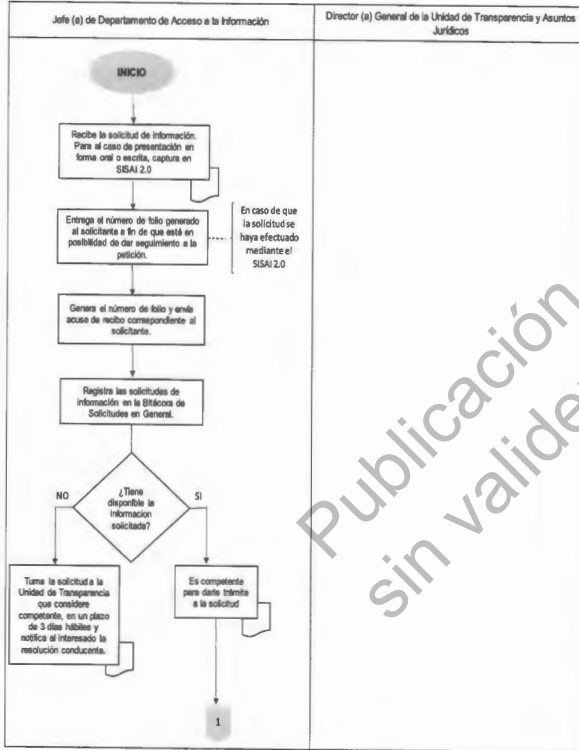 Jefe (a) de Departamento de Acceso a la Información
Director (a) General de la Unidad de Transparencia y Asuntos
Jurídicos
INICIO
Recibe la solicitud de información.
Para al caso de presentación en
forma oral o escrita, captura en
SISAI 2.0
Entrega el número de folio generado
al solicitante a fin de que esté en
posibilidad de dar seguimiento a la
petición.
En caso de que
la solicitud se
haya efectuado
mediante el
SISAI 2.0
Genera el número de folio y envía
acuse de recibo correspondiente al
solicitante.
Registra las solicitudes de
información en la Bitácora de
Solicitudes en General.
¿Tiene
disponible la
informacion
solicitada?
NO
SI
Turna la solicitud a la
Unidad de Transparencia
que considere
competente, en un plazo
de 3 días hábiles y
notifica al interesado la
resolución conducente.
Es competente
para darle trámite
a la solicitud
1
Publicación
sin